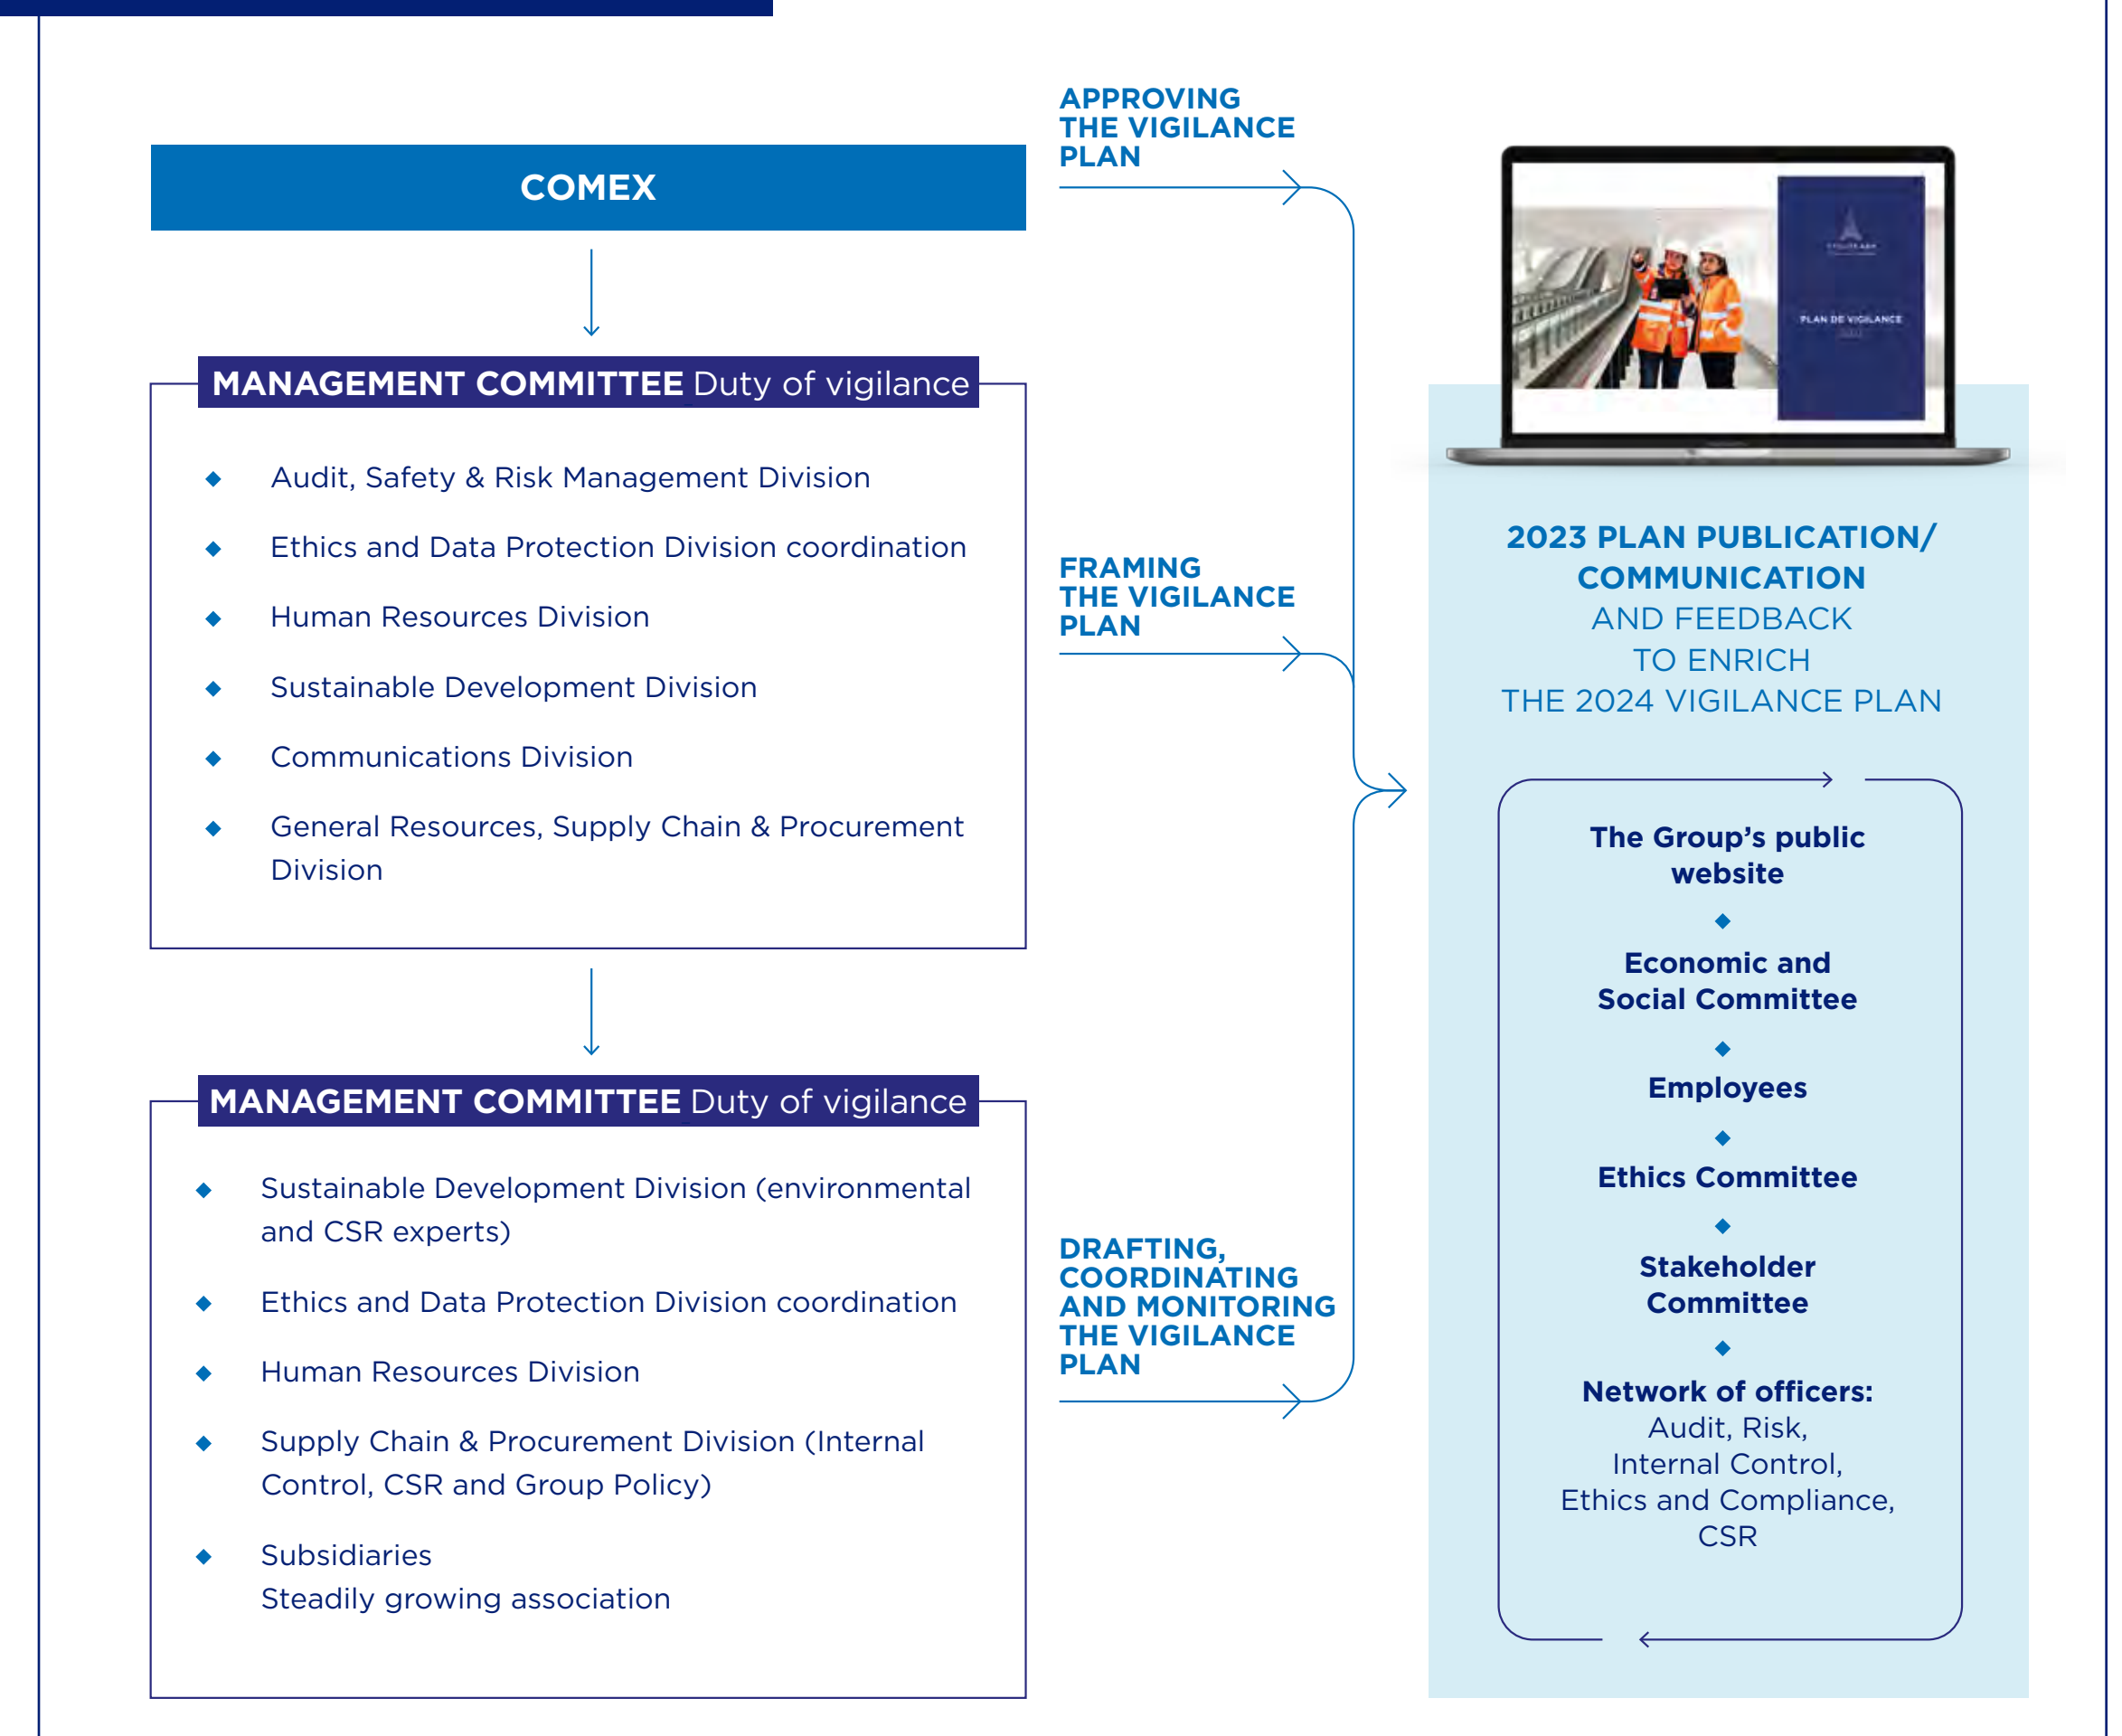 COMEX
MANAGEMENT COMMITTEE Duty of vigilance
Audit, Safety & Risk Management Division
Ethics and Data Protection Division coordination
Human Resources Division
Sustainable Development Division
Communications Division
General Resources, Supply Chain & Procurement
Division
MANAGEMENT COMMITTEE Duty of vigilance
Sustainable Development Division (environmental
and CSR experts)
Ethics and Data Protection Division coordination
Human Resources Division
Supply Chain & Procurement Division (Internal
Control, CSR and Group Policy)
Subsidiaries
Steadily growing association
APPROVING
THE VIGILANCE
PLAN
FRAMING
THE VIGILANCE
PLAN
DRAFTING,
COORDINATING
AND MONITORING
THE VIGILANCE
PLAN
PLAN DE VIGILANCE
2023 PLAN PUBLICATION/
COMMUNICATION
AND FEEDBACK
TO ENRICH
THE 2024 VIGILANCE PLAN
The Group’s public
website
Economic and
Social Committee
Employees
Ethics Committee
Stakeholder
Committee
Network of officers:
Audit, Risk,
Internal Control,
Ethics and Compliance,
CSR